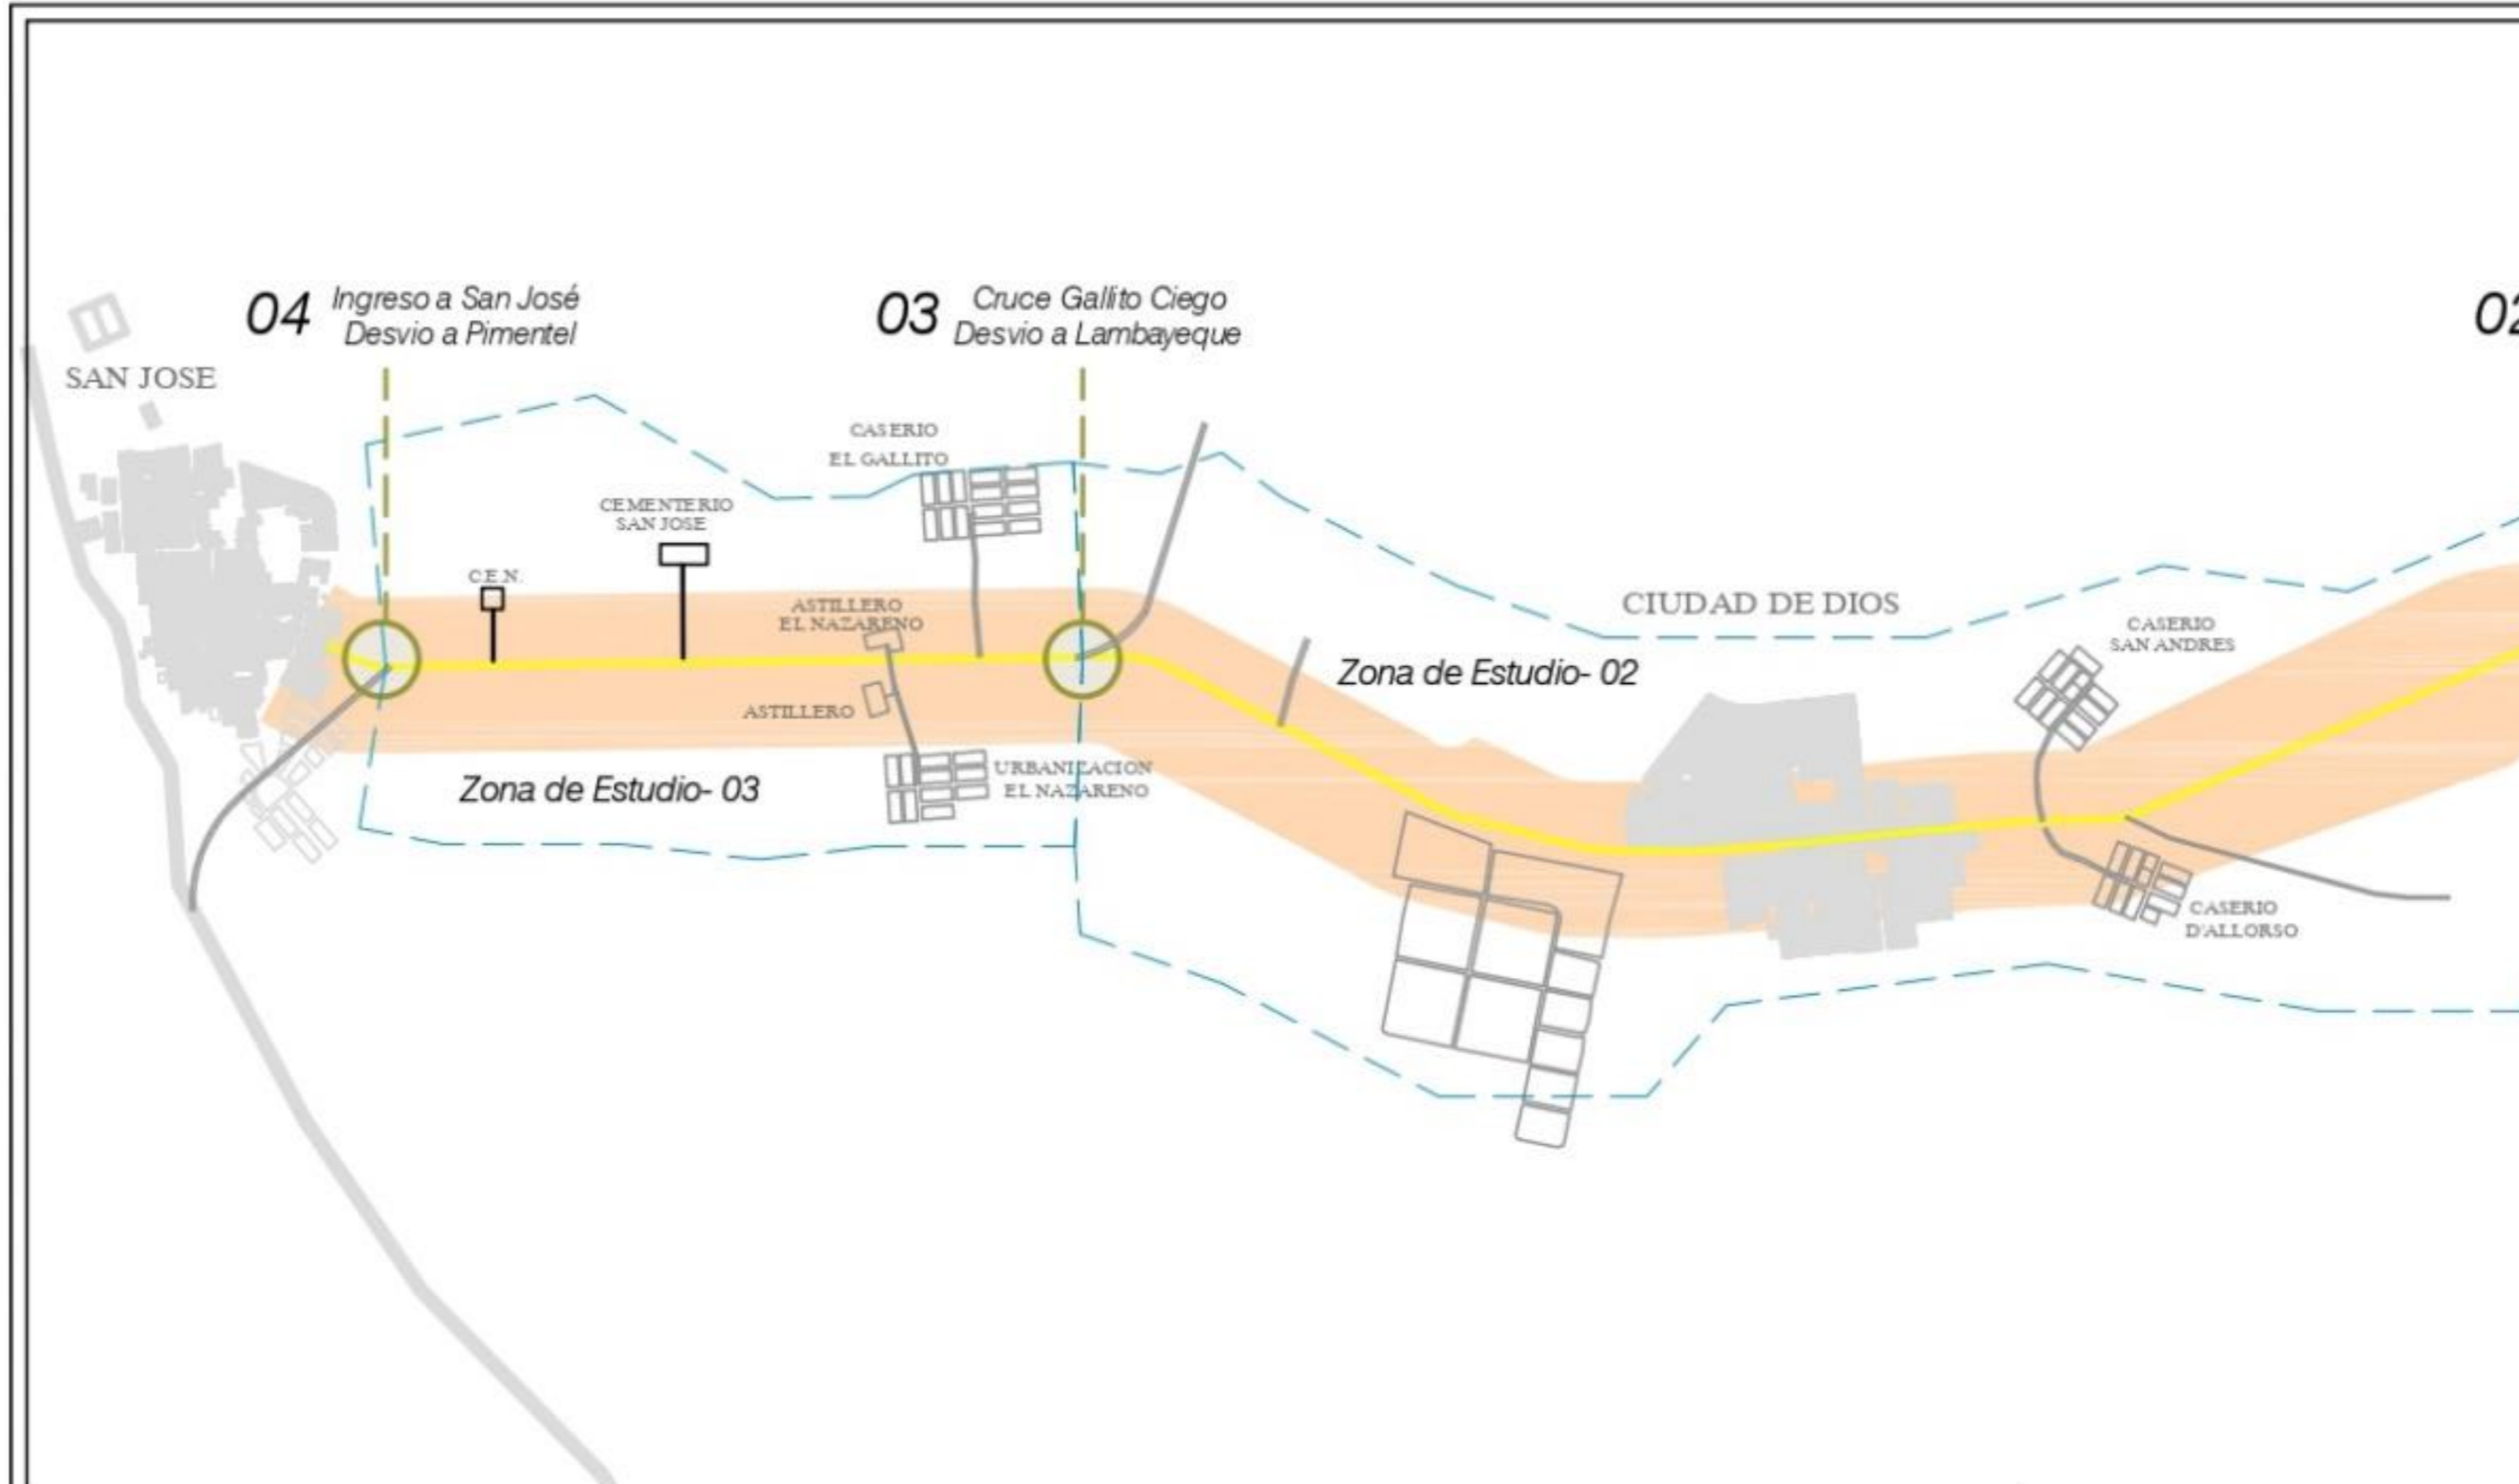 04
Ingreso a San José
Desvio a Pimentel
03
Cruce Gallito Ciego
Desvio a Lambayeque
02
SAN JOSE
CASERIO
EL GALLITO
CEMENTERIO
SAN JOSE
C.E.N.
ASTILLERO
EL NAZARENO
CIUDAD DE DIOS
CASERIO
SAN ANDRES
Zona de Estudio- 02
ASTILLERO
URBANIZACION
EL NAZARENO
Zona de Estudio- 03
CASERIO
D'ALLORSO